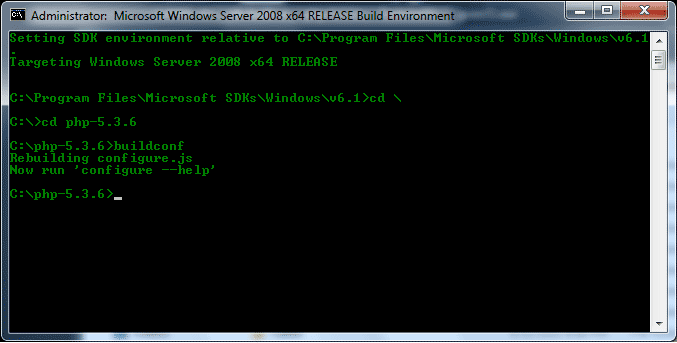 Administrator: Microsoft Windows Server 2008 x64 RELEASE Build Environment
Setting SDK environment relative to C:\Program Files\Microsoft SDKs\Windows\v6.1
.
Targeting Windows Server 2008 x64 RELEASE
C:\Program Files\Microsoft SDKs\Windows\v6.1>cd \
C:\>cd php-5.3.6
C:\php-5.3.6>buildconf
Rebuilding configure.js
Now run 'configure --help'
C:\php-5.3.6>_